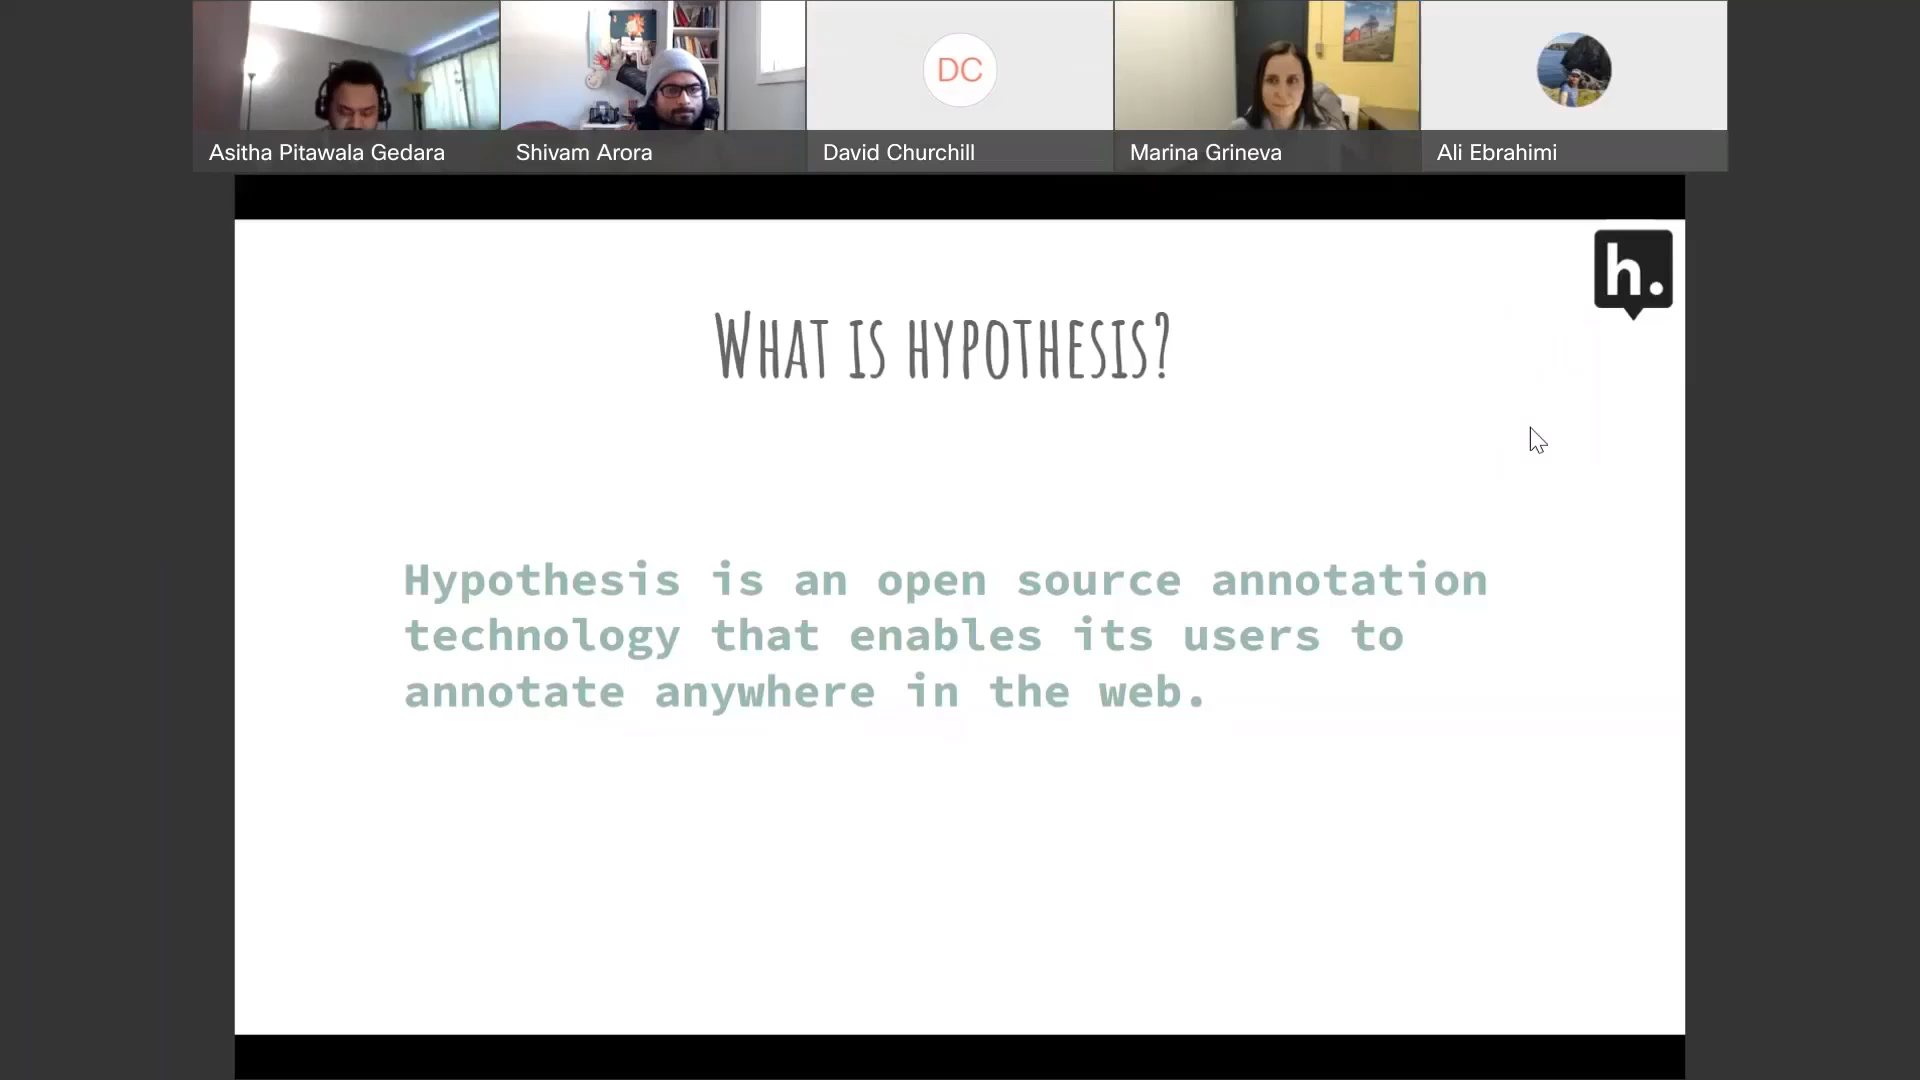 Asitha Pitawala Gedara
Shivam Arora
DC
David Churchill
Marina Grineva
Ali Ebrahimi
h.
WHAT IS HYPOTHESIS?
Hypothesis is an open source annotation
technology that enables its users to
annotate anywhere in the web.